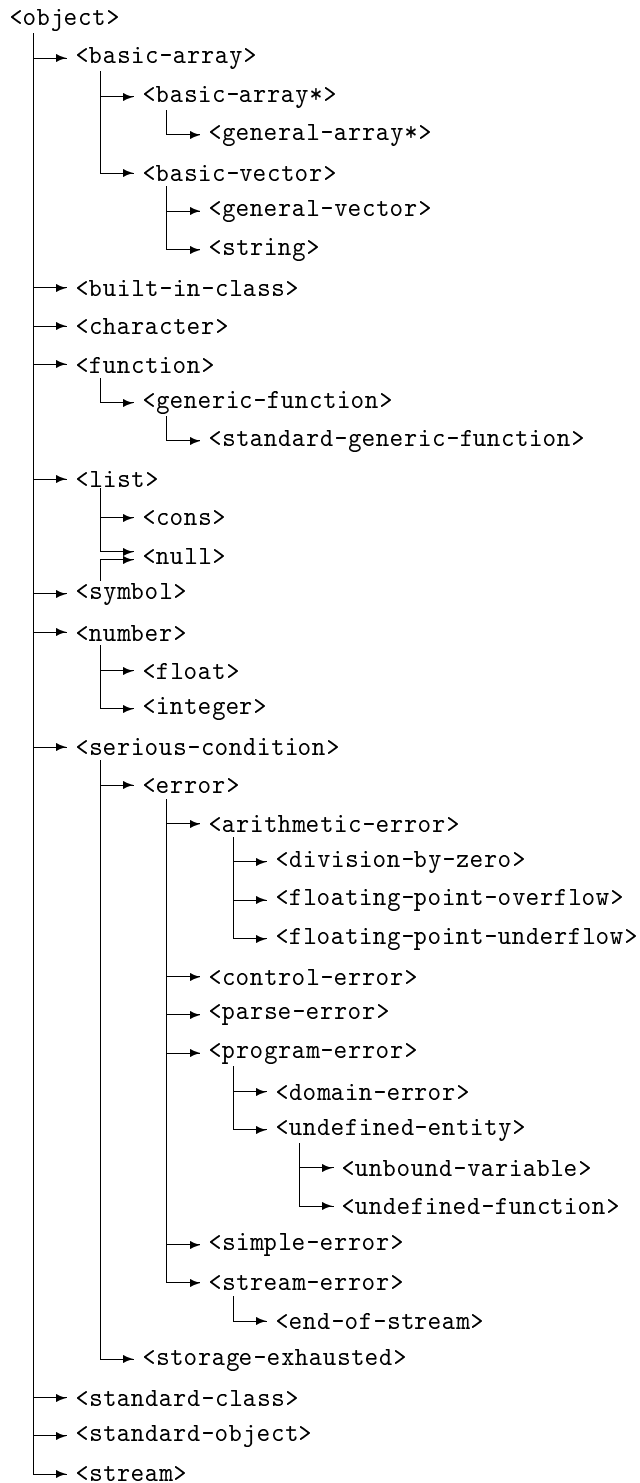 <object>
<basic-array>
<basic-array*>
<general-array*>
<basic-vector>
<general-vector>
<string>
<built-in-class>
<character>
<function>
<generic-function>
<standard-generic-function>
<list>
<cons>
<null>
<symbol>
<number>
<float>
<integer>
<serious-condition>
<error>
<arithmetic-error>
<division-by-zero>
<floating-point-overflow>
<floating-point-underflow>
<control-error>
<parse-error>
<program-error>
<domain-error>
<undefined-entity>
<unbound-variable>
<undefined-function>
<simple-error>
<stream-error>
<end-of-stream>
<storage-exhausted>
<standard-class>
<standard-object>
<stream>